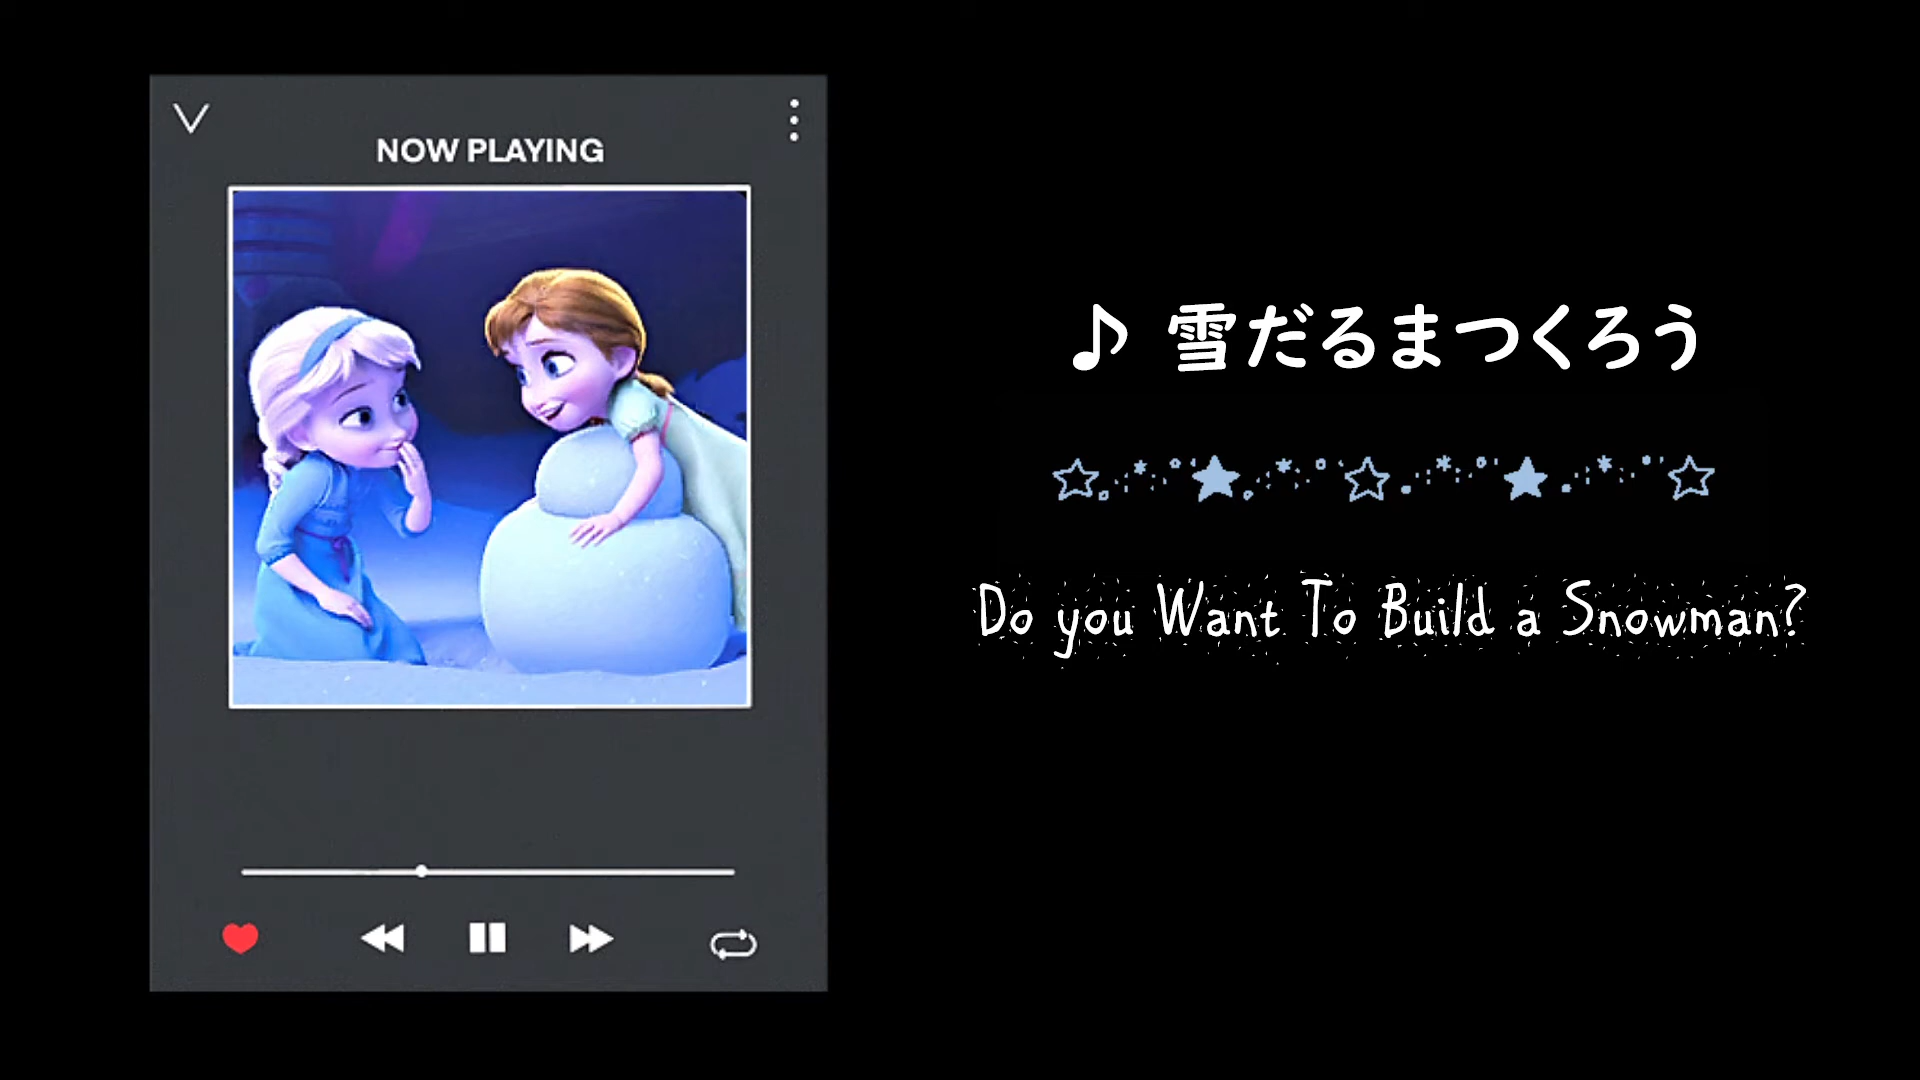 NOW PLAYING
♪ 雪だるまつくろう
Do you Want To Build a Snowman?